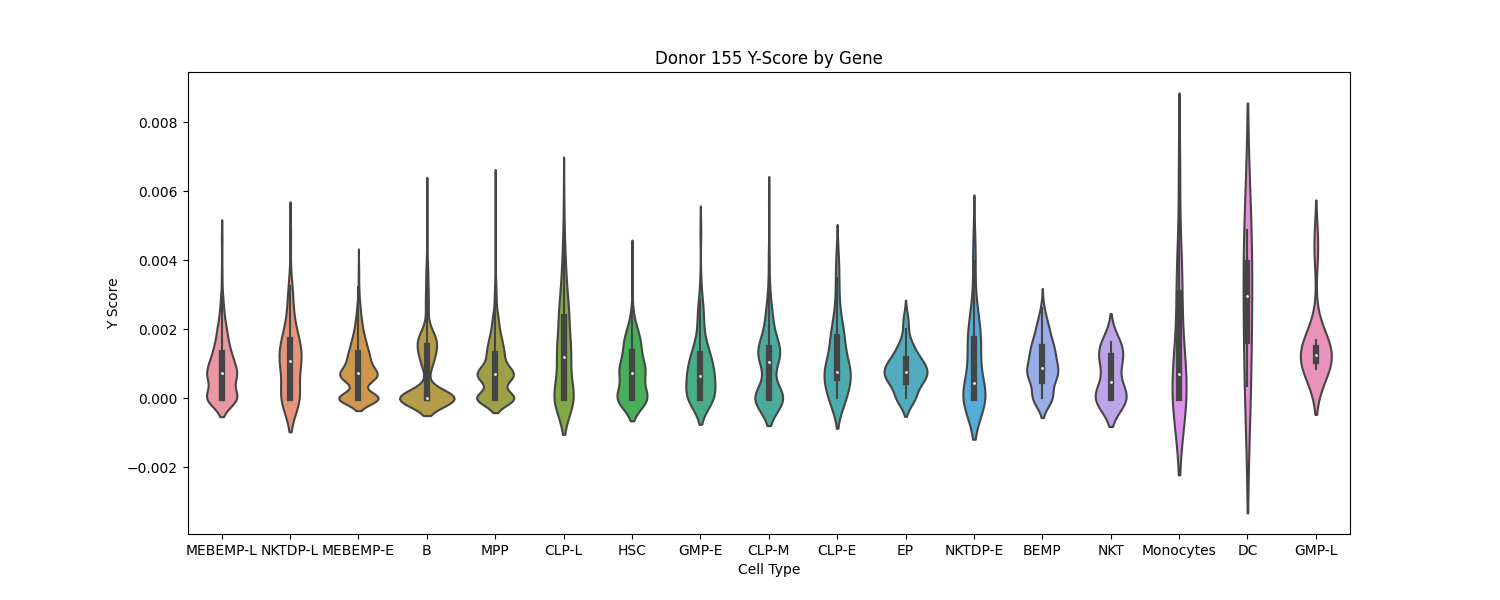 Donor 155 Y-Score by Gene
0.008
0.006
0.004
0.002
0.000
−0.002
Y Score
MEBEMP-L NKTDP-L MEBEMP-E B MPP CLP-L HSC GMP-E CLP-M CLP-E EP NKTDP-E BEMP NKT Monocytes DC GMP-L
Cell Type